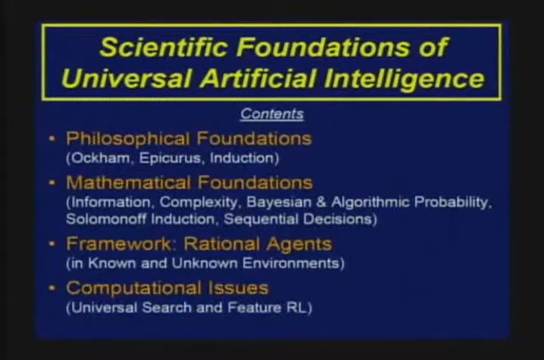 Scientific Foundations of
Universal Artificial Intelligence
Contents
• Philosophical Foundations
(Ockham, Epicurus, Induction)
• Mathematical Foundations
(Information, Complexity, Bayesian & Algorithmic Probability,
Solomonoff Induction, Sequential Decisions)
• Framework: Rational Agents
(in Known and Unknown Environments)
• Computational Issues
(Universal Search and Feature RL)